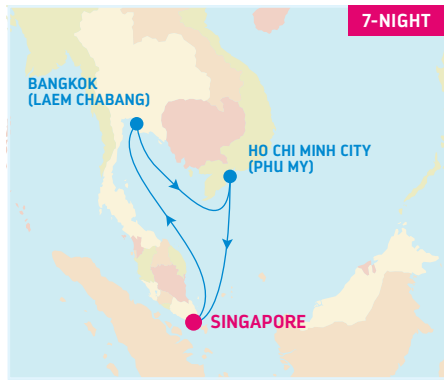 7-NIGHT
BANGKOK
(LAEM CHABANG)
HO CHI MINH CITY
(PHU MY)
SINGAPORE